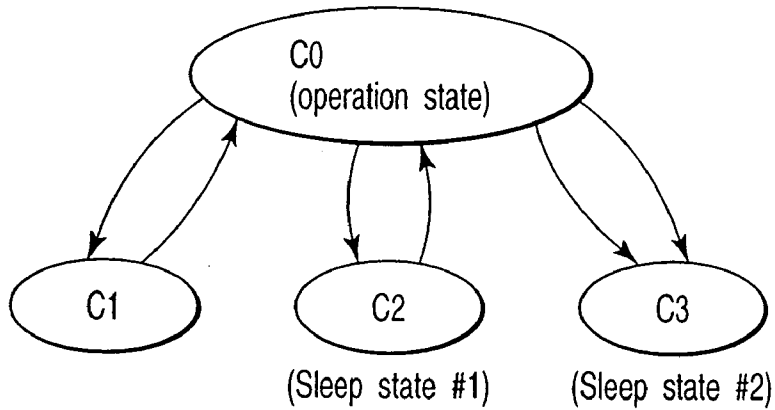 C0
(operation state)
C1
C2
C3
(Sleep state #1)
(Sleep state #2)